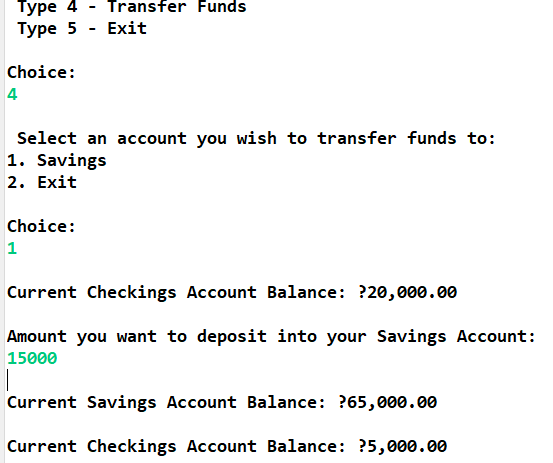 Type 4 - Transfer Funds
Type 5 - Exit
Choice:
4
Select an account you wish to transfer funds to:
1. Savings
2. Exit
Choice:
1
Current Checkings Account Balance: ?20,000.00
Amount you want to deposit into your Savings Account:
15000
Current Savings Account Balance: ?65,000.00
Current Checkings Account Balance: ?5,000.00